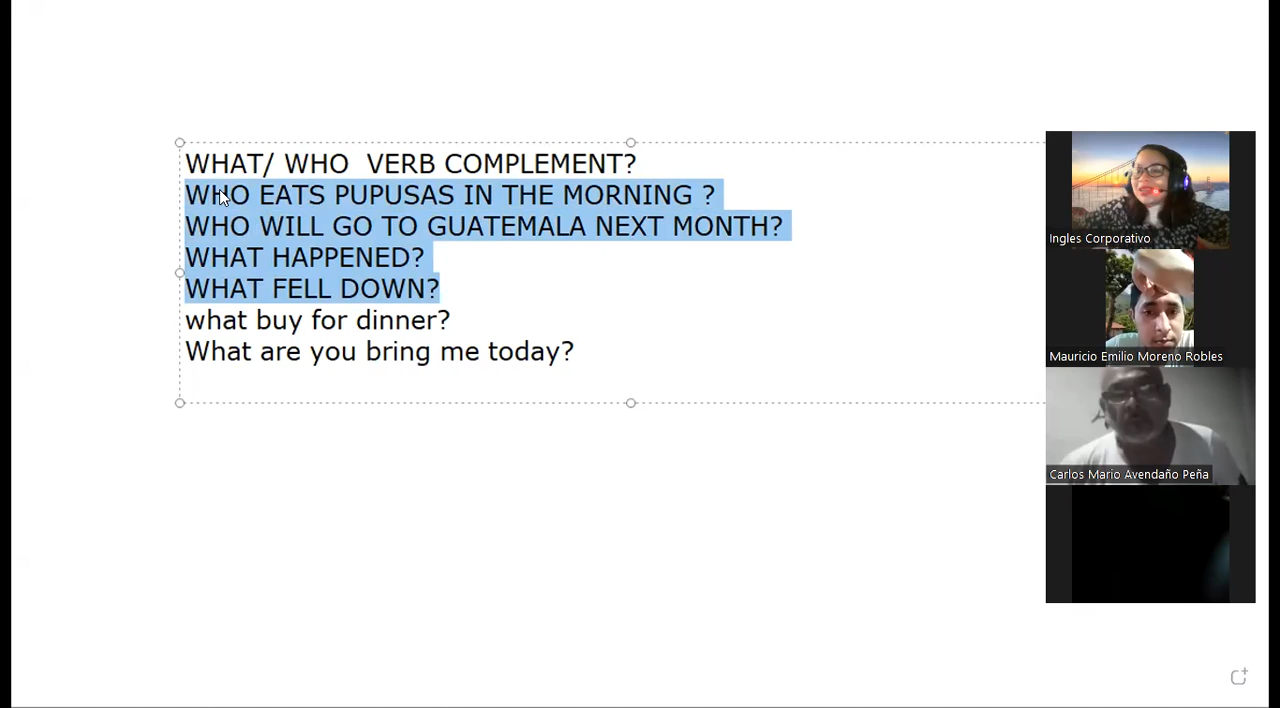 WHAT/ WHO  VERB COMPLEMENT?
WHO EATS PUPUSAS IN THE MORNING ?
WHO WILL GO TO GUATEMALA NEXT MONTH?
WHAT HAPPENED?
WHAT FELL DOWN?
what buy for dinner?
What are you bring me today?
Ingles Corporativo
Mauricio Emilio Moreno Robles
Carlos Mario Avendaño Peña